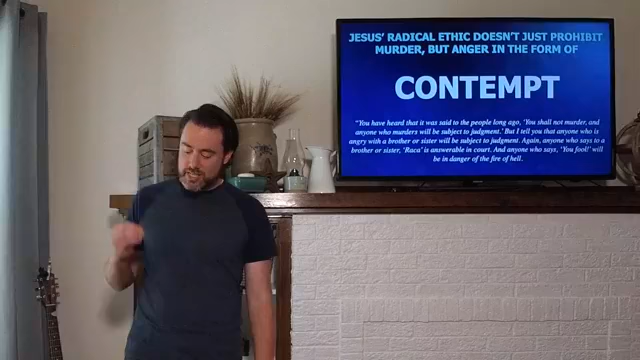 JESUS' RADICAL ETHIC DOESN'T JUST PROHIBIT
MURDER, BUT ANGER IN THE FORM OF
CONTEMPT
"You have heard that it was said to the people long ago, 'You shall not murder, and
anyone who murders will be subject to judgment.' But I tell you that anyone who is
angry with a brother or sister will be subject to judgment. Again, anyone who says to a
brother or sister, 'Raca' is answerable in court. And anyone who says, 'You fool!' will
be in danger of the fire of hell.